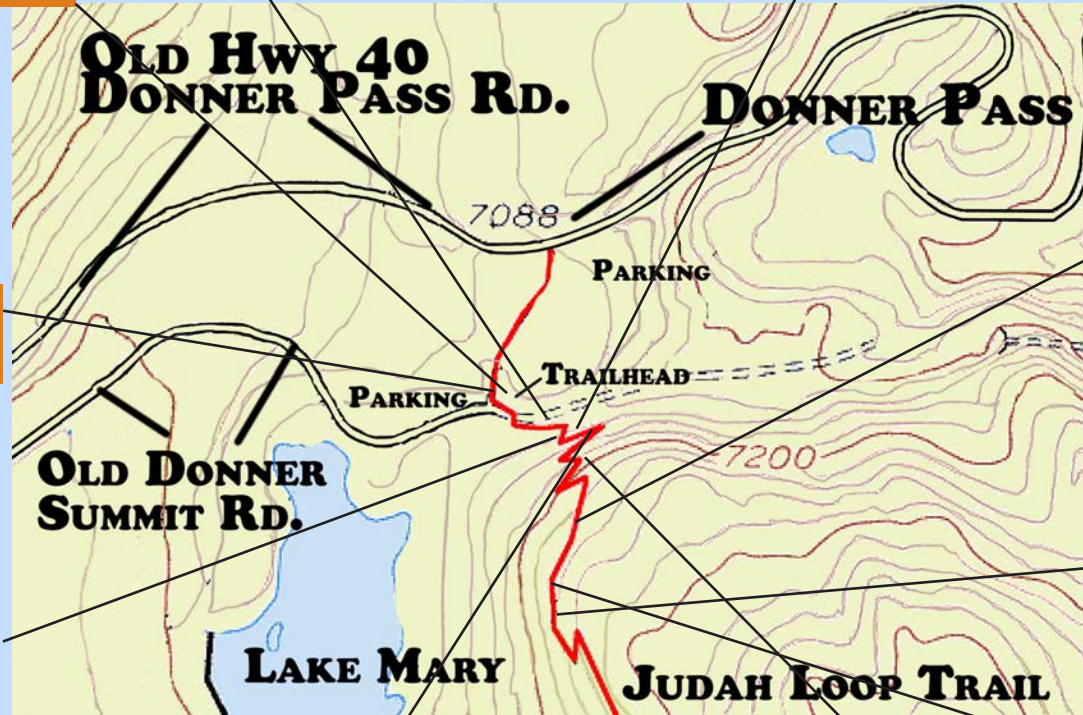 Old Hwy 40
Donner Pass Rd.
Donner Pass
7088
Parking
Trailhead
Parking
7200
Old Donner
Summit Rd.
Lake Mary
Judah Loop Trail